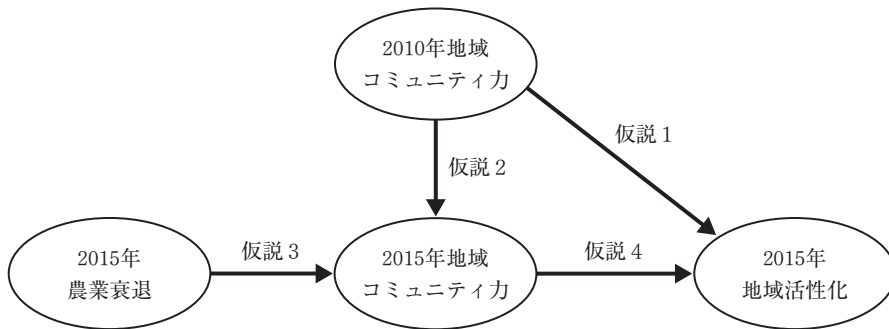 2010年地域
コミュニティ力
仮説1
仮説2
2015年
農業衰退
仮説3
2015年地域
コミュニティ力
仮説4
2015年
地域活性化